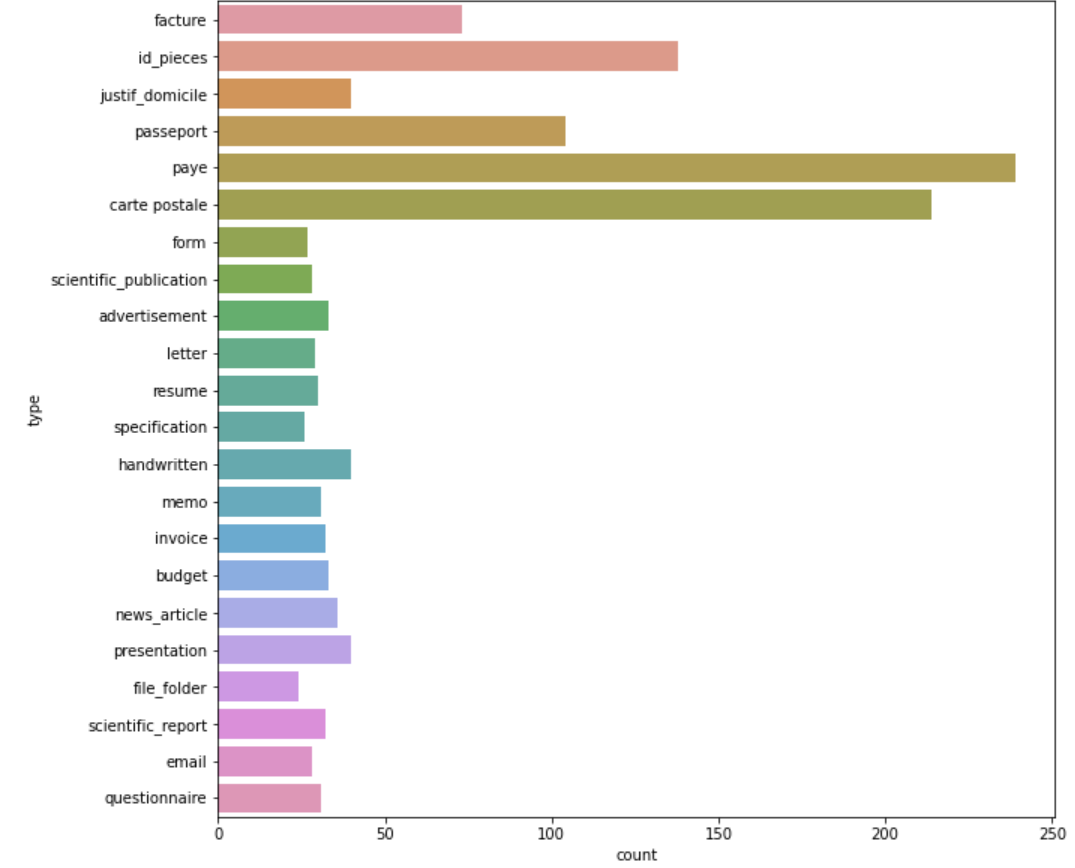 facture
id_pieces
justif_domicile
passeport
paye
carte postale
form
scientific_publication
advertisement
letter
resume
specification
handwritten
memo
invoice
budget
news_article
presentation
file_folder
scientific_report
email
questionnaire
type
0 50 100 150 200 250
count